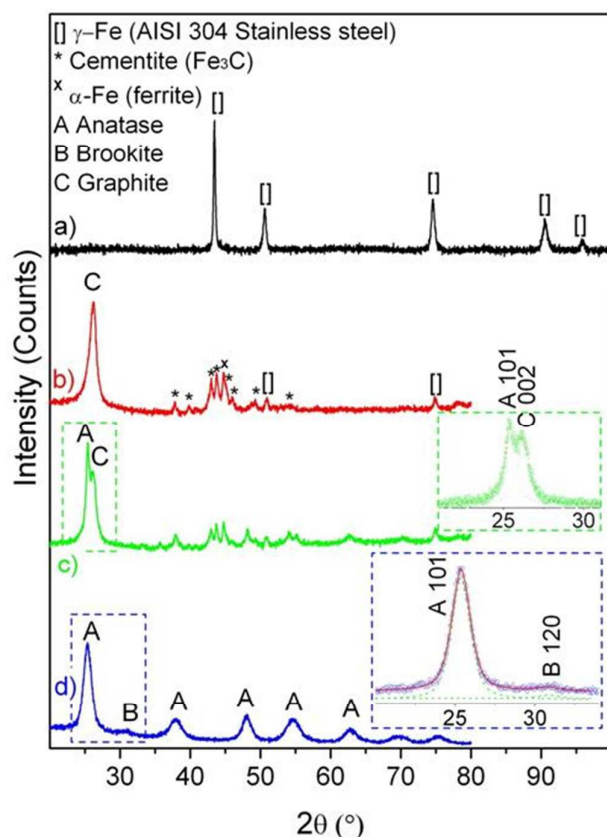 [] γ–Fe (AISI 304 Stainless steel)
* Cementite (Fe₃C)
x α-Fe (ferrite)
A Anatase
B Brookite
C Graphite
[]
[]
[]
[]
[]
a)
C
b)
*
*
*
*
x
*
*
[]
*
[]
A
C
c)
A 101
C 002
25
30
A
B
d)
A
A
A
A
A 101
B 120
25
30
30
40
50
60
70
80
90
2θ (°)
Intensity (Counts)